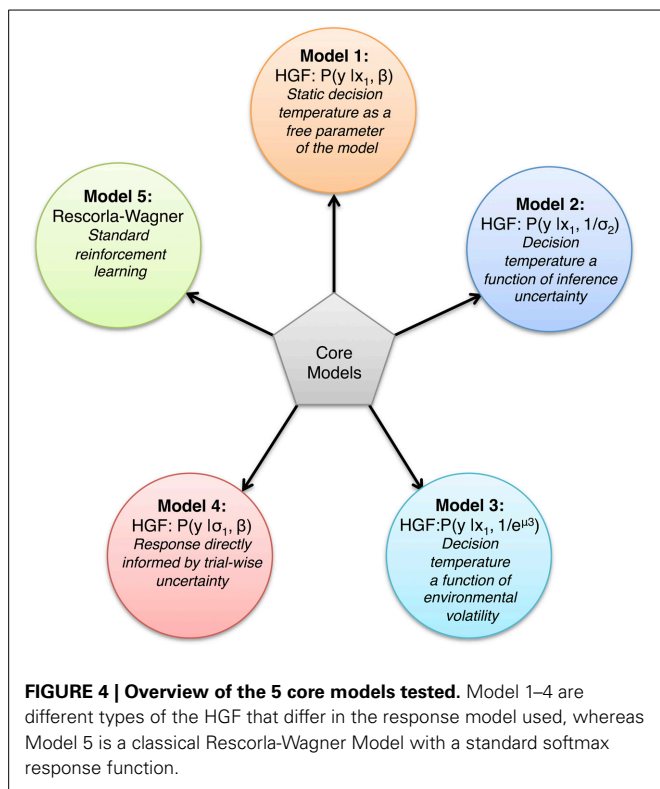 Model 1:
HGF: P(y |x₁, β)
Static decision
temperature as a
free parameter
of the model
Model 5:
Rescorla-Wagner
Standard
reinforcement
learning
Model 2:
HGF: P(y |x₁, 1/σ₂)
Decision
temperature a
function of inference
uncertainty
Core
Models
Model 4:
HGF: P(y |σ₁, β)
Response directly
informed by trial-wise
uncertainty
Model 3:
HGF:P(y |x₁, 1/e^μ3)
Decision
temperature
a function of
environmental
volatility
FIGURE 4 | Overview of the 5 core models tested. Model 1–4 are
different types of the HGF that differ in the response model used, whereas
Model 5 is a classical Rescorla-Wagner Model with a standard softmax
response function.